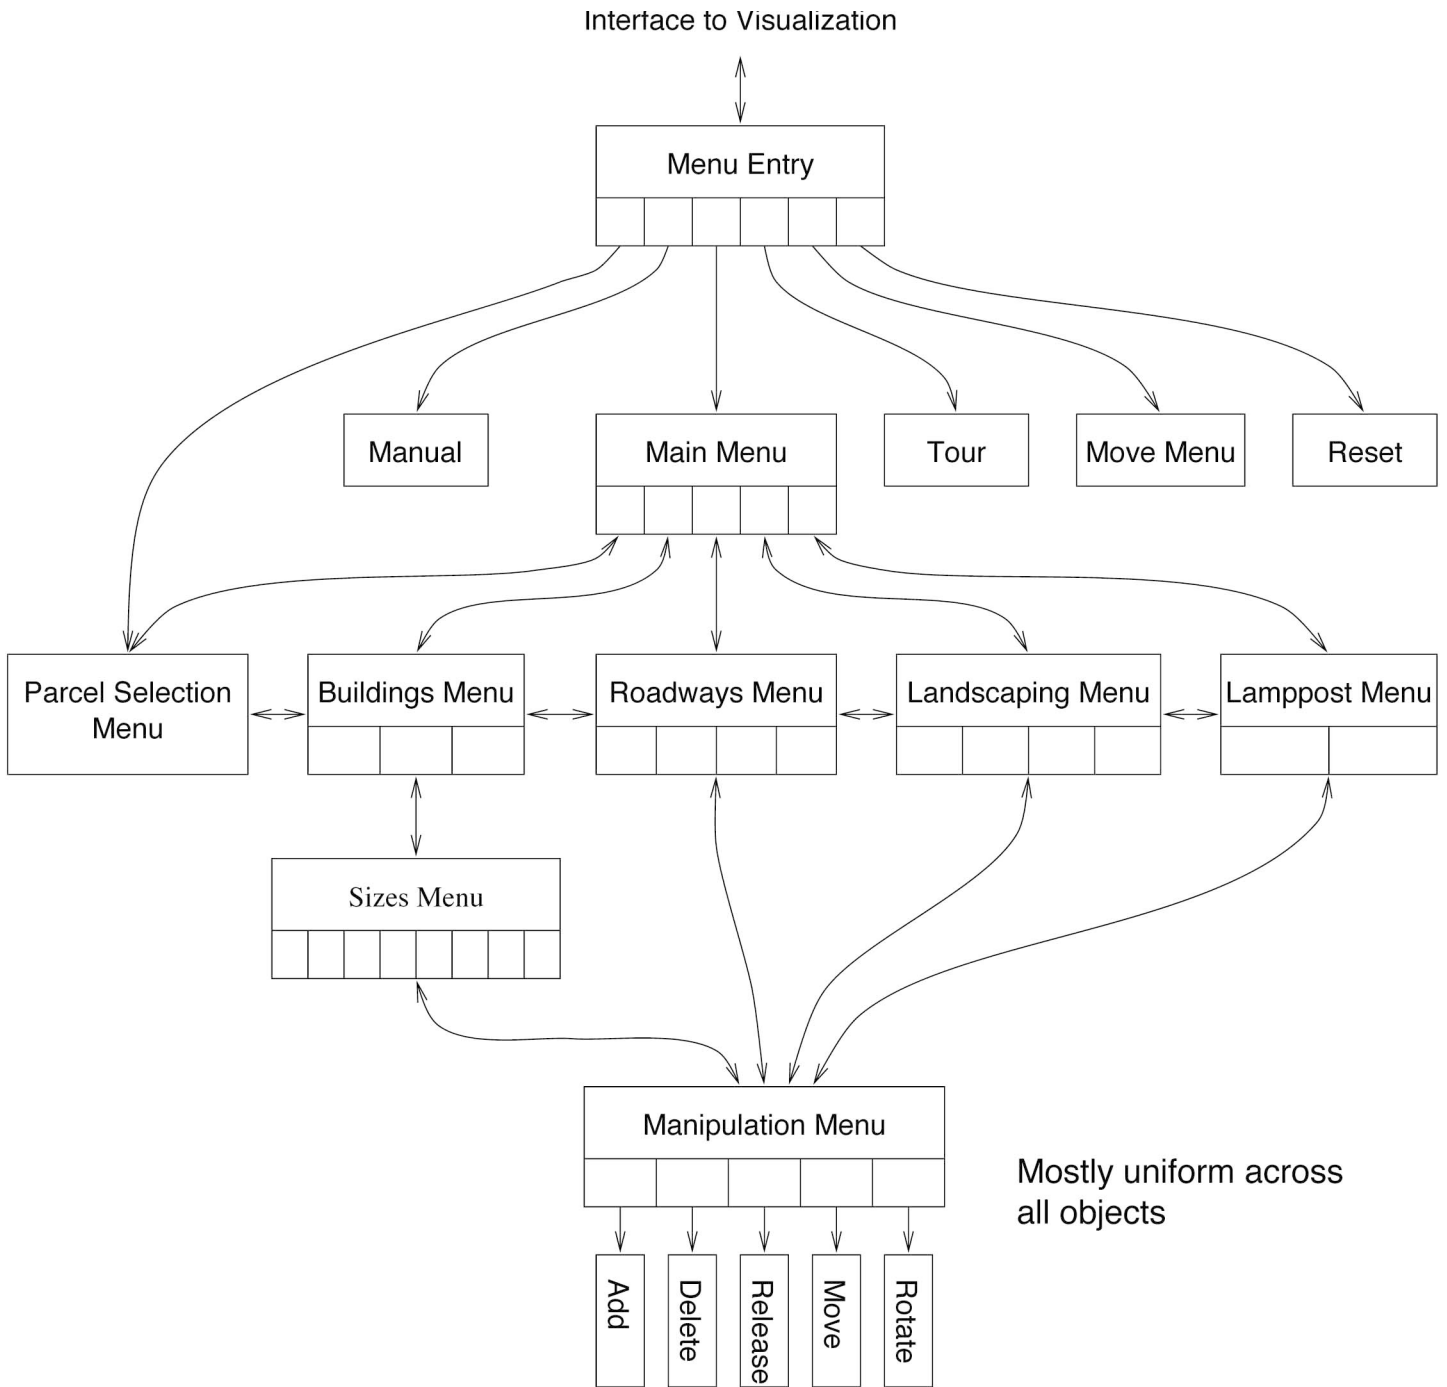 Interface to Visualization
Menu Entry
Manual
Main Menu
Tour
Move Menu
Reset
Parcel Selection
Menu
Buildings Menu
Roadways Menu
Landscaping Menu
Lamppost Menu
Sizes Menu
Manipulation Menu
Mostly uniform across
all objects
Add
Delete
Release
Move
Rotate